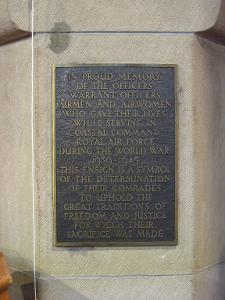 IN PROUD MEMORY
OF THE OFFICERS
WARRANT OFFICERS
AIRMEN AND AIRWOMEN
WHO GAVE THEIR LIVES
WHILE SERVING IN
COASTAL COMMAND
ROYAL AIR FORCE
DURING THE WORLD WAR
1939-1945
THIS ENSIGN IS A SYMBOL
OF THE DETERMINATION
OF THEIR COMRADES
TO UPHOLD THE
GREAT TRADITIONS OF
FREEDOM AND JUSTICE
FOR WHICH THEIR
SACRIFICE WAS MADE